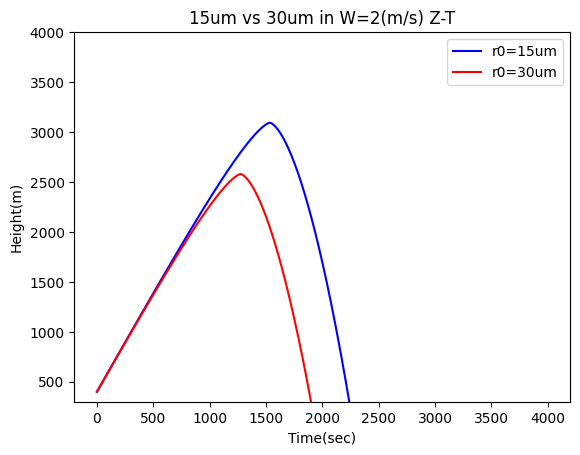 15um vs 30um in W=2(m/s) Z-T
r0=15um
r0=30um
Height(m)
4000
3500
3000
2500
2000
1500
1000
500
0 500 1000 1500 2000 2500 3000 3500 4000
Time(sec)